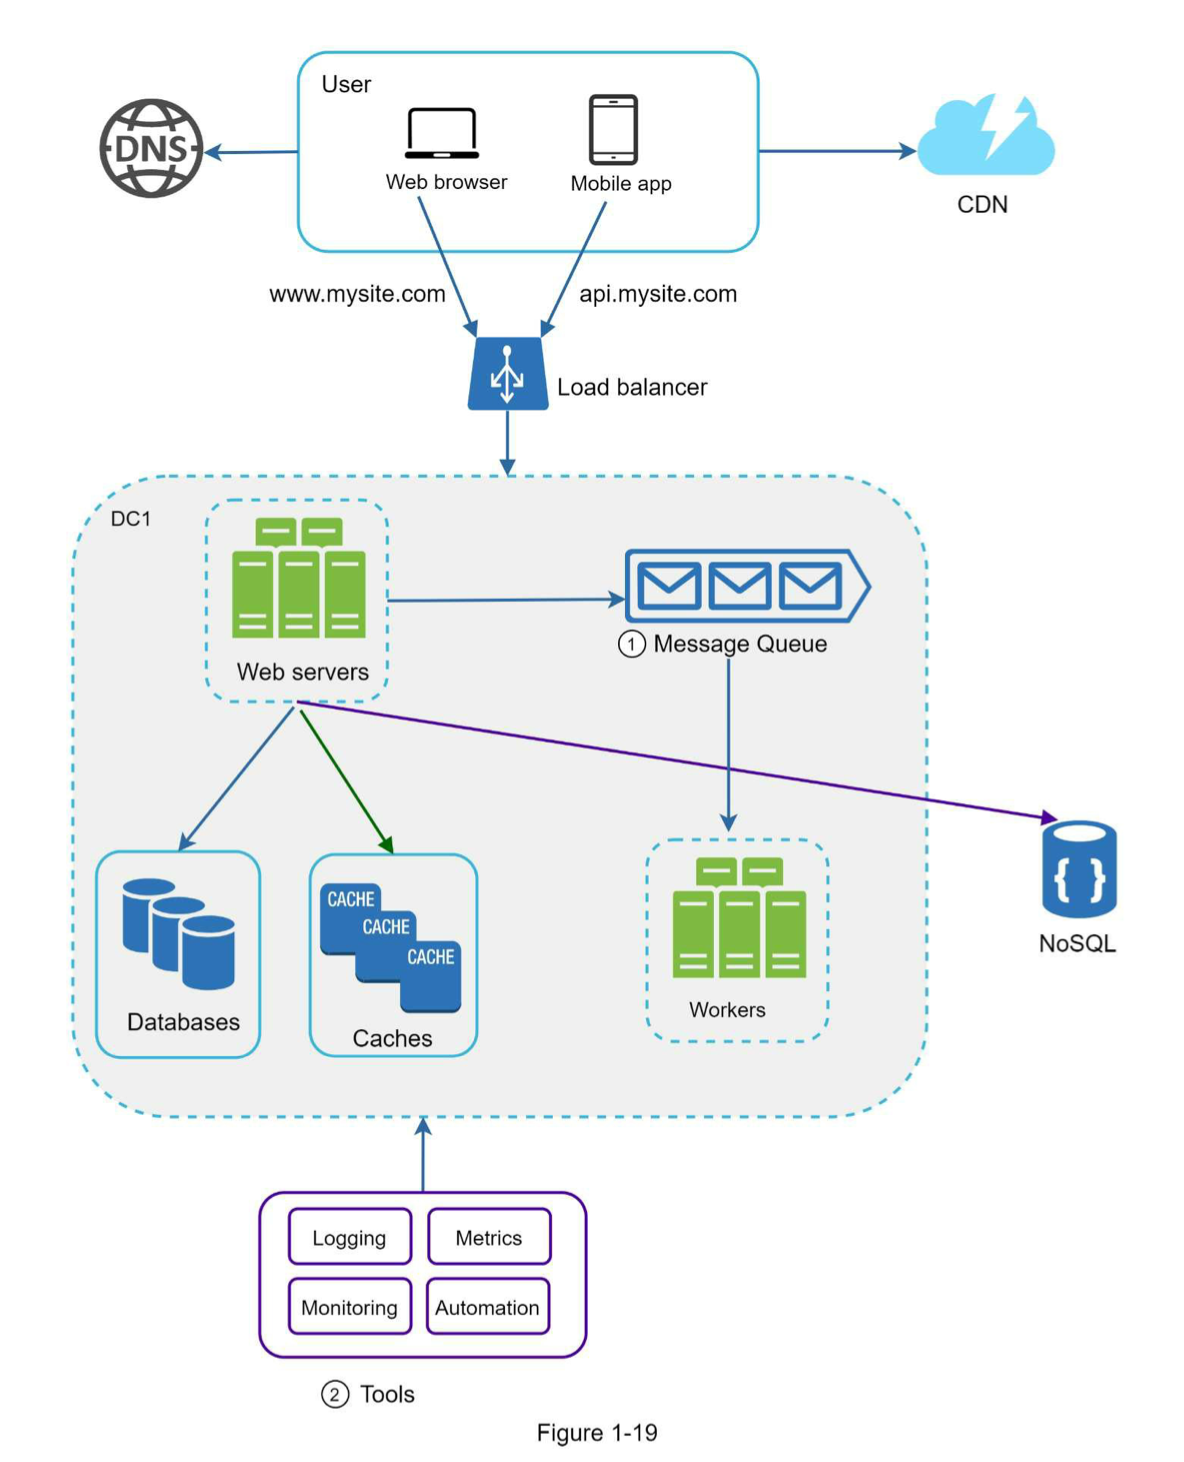 User
DNS
Web browser
Mobile app
CDN
www.mysite.com
api.mysite.com
Load balancer
DC1
Web servers
1 Message Queue
Databases
CACHE
CACHE
CACHE
Caches
Workers
{ }
NoSQL
Logging
Metrics
Monitoring
Automation
2 Tools
Figure 1-19